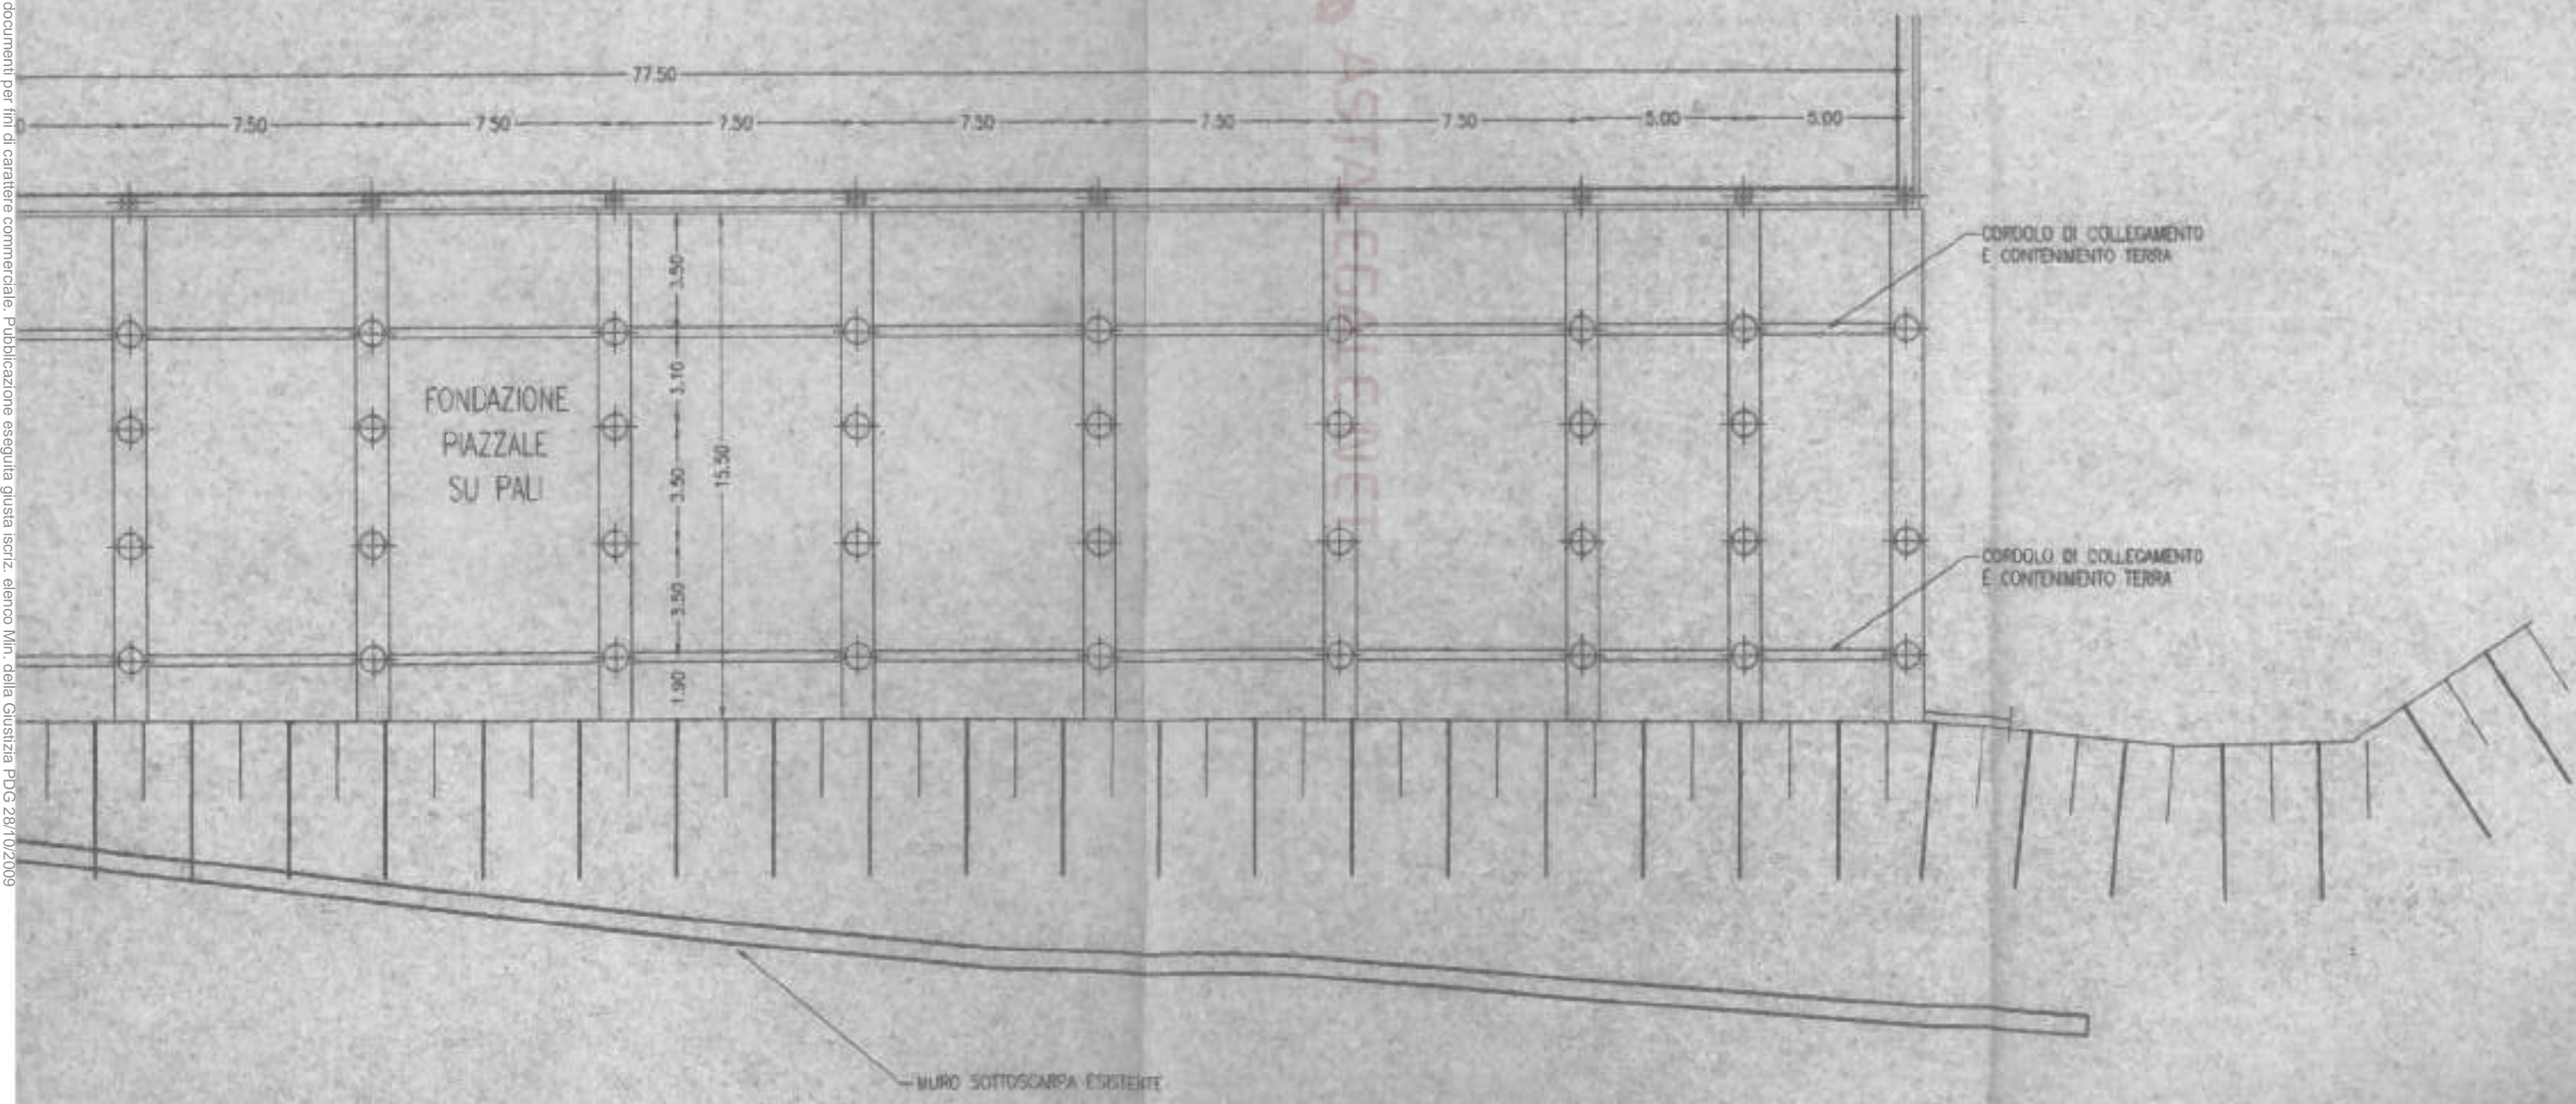 77.50
7.50
7.50
7.50
7.50
7.50
7.50
5.00
5.00
CORDOLO DI COLLEGAMENTO
E CONTENIMENTO TERRA
3.50
3.10
3.50
3.50
1.90
15.50
FONDAZIONE
PIAZZALE
SU PALI
CORDOLO DI COLLEGAMENTO
E CONTENIMENTO TERRA
MURO SOTTOSCARPA ESISTENTE
ASTALEGALE.NET
documenti per fini di carattere commerciale. Pubblicazione eseguita giusta iscriz. elenco Min. della Giustizia PDG 28/10/2009